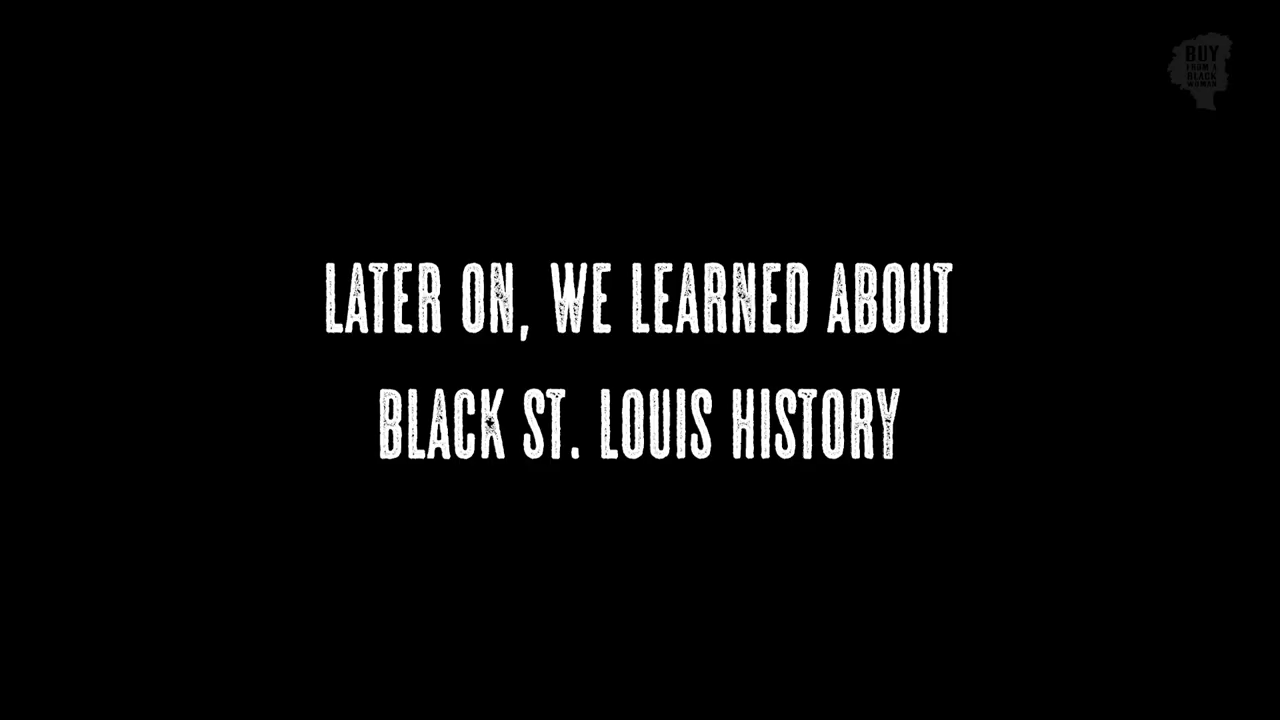 BUY
FROM A
BLACK
WOMAN
LATER ON, WE LEARNED ABOUT
BLACK ST. LOUIS HISTORY